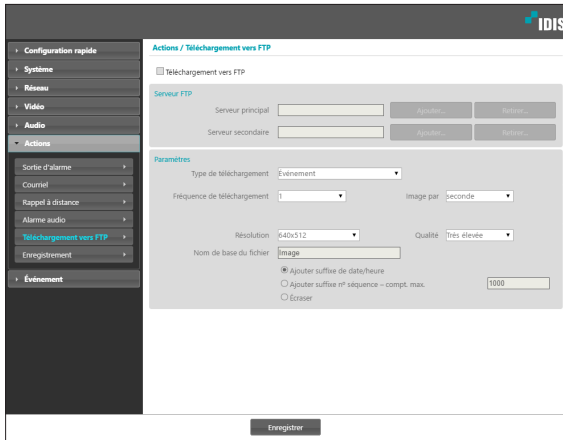 IDIS
Configuration rapide
Système
Réseau
Vidéo
Audio
Actions
Sortie d'alarme
Courriel
Rappel à distance
Alarme audio
Téléchargement vers FTP
Enregistrement
Événement
Actions / Téléchargement vers FTP
Téléchargement vers FTP
Serveur FTP
Serveur principal Ajouter... Retirer...
Serveur secondaire Ajouter... Retirer...
Paramètres
Type de téléchargement Événement
Fréquence de téléchargement 1 Image par seconde
Résolution 640x512 Qualité Très élevée
Nom de base du fichier Image
Ajouter suffixe de date/heure
Ajouter suffixe nº séquence – compt. max. 1000
Écraser
Enregistrer